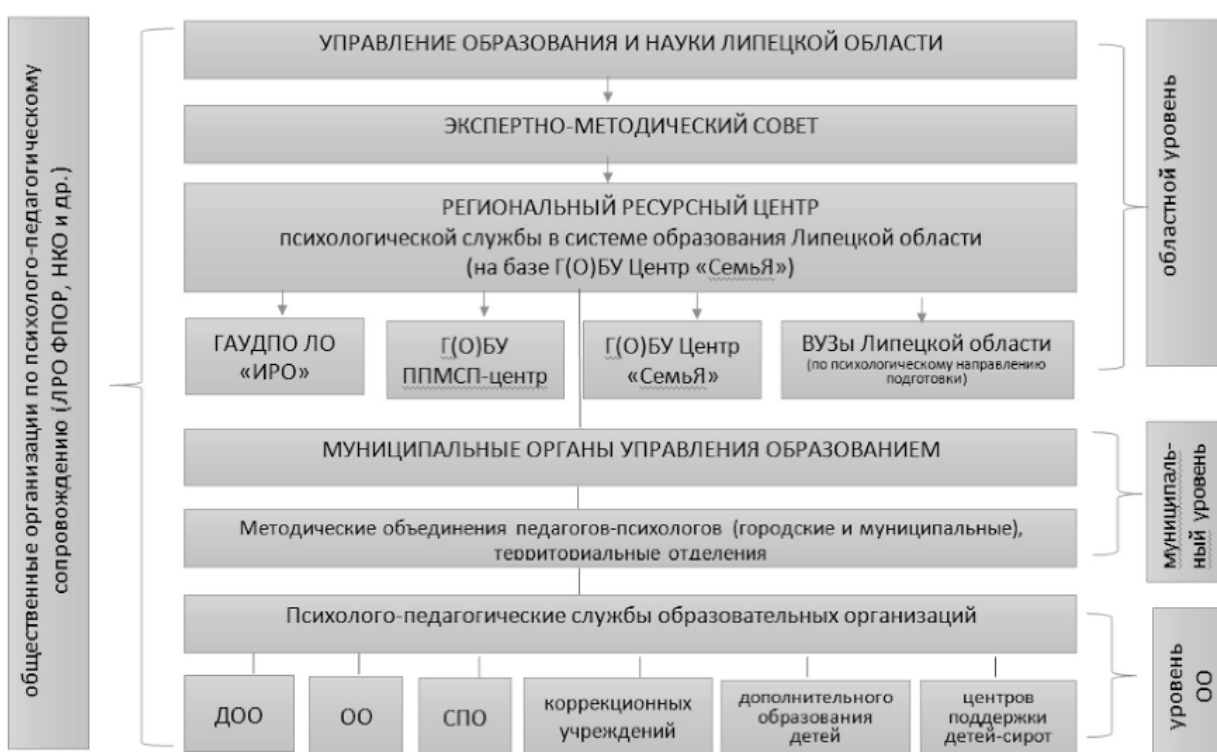 общественные организации по психолого-педагогическому
сопровождению (ЛРО ФПОР, НКО и др.)
УПРАВЛЕНИЕ ОБРАЗОВАНИЯ И НАУКИ ЛИПЕЦКОЙ ОБЛАСТИ
ЭКСПЕРТНО-МЕТОДИЧЕСКИЙ СОВЕТ
РЕГИОНАЛЬНЫЙ РЕСУРСНЫЙ ЦЕНТР
психологической службы в системе образования Липецкой области
(на базе Г(О)БУ Центр «СемьЯ»)
ГАУДПО ЛО
«ИРО»
Г(О)БУ
ППМСП-центр
Г(О)БУ Центр
«СемьЯ»
ВУЗы Липецкой области
(по психологическому направлению
подготовки)
областной уровень
МУНИЦИПАЛЬНЫЕ ОРГАНЫ УПРАВЛЕНИЯ ОБРАЗОВАНИЕМ
Методические объединения педагогов-психологов (городские и муниципальные),
территориальные отделения
муниципаль-
ный уровень
Психолого-педагогические службы образовательных организаций
ДОО
ОО
СПО
коррекционных
учреждений
дополнительного
образования
детей
центров
поддержки
детей-сирот
уровень
ОО